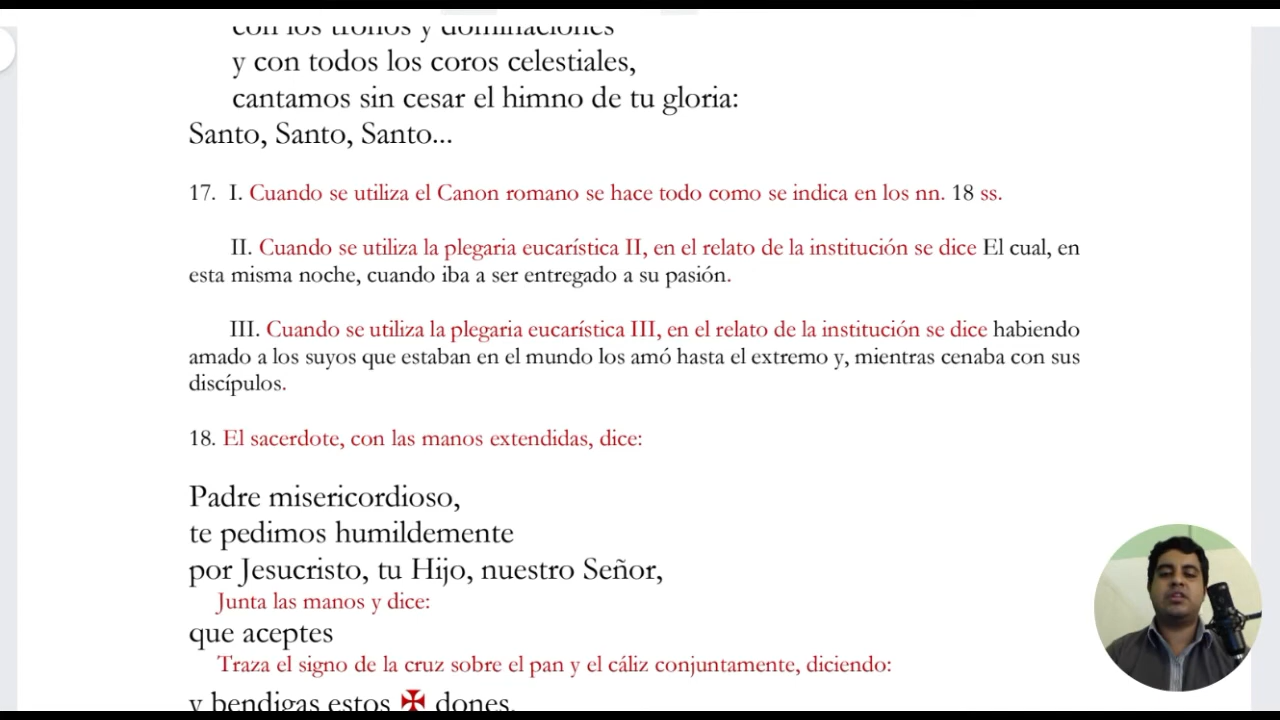 con los tronos y dominaciones
y con todos los coros celestiales,
cantamos sin cesar el himno de tu gloria:
Santo, Santo, Santo...
17. I. Cuando se utiliza el Canon romano se hace todo como se indica en los nn. 18 ss.
II. Cuando se utiliza la plegaria eucarística II, en el relato de la institución se dice El cual, en
esta misma noche, cuando iba a ser entregado a su pasión.
III. Cuando se utiliza la plegaria eucarística III, en el relato de la institución se dice habiendo
amado a los suyos que estaban en el mundo los amó hasta el extremo y, mientras cenaba con sus
discípulos.
18. El sacerdote, con las manos extendidas, dice:
Padre misericordioso,
te pedimos humildemente
por Jesucristo, tu Hijo, nuestro Señor,
Junta las manos y dice:
que aceptes
Traza el signo de la cruz sobre el pan y el cáliz conjuntamente, diciendo:
y bendigas estos ✠ dones,